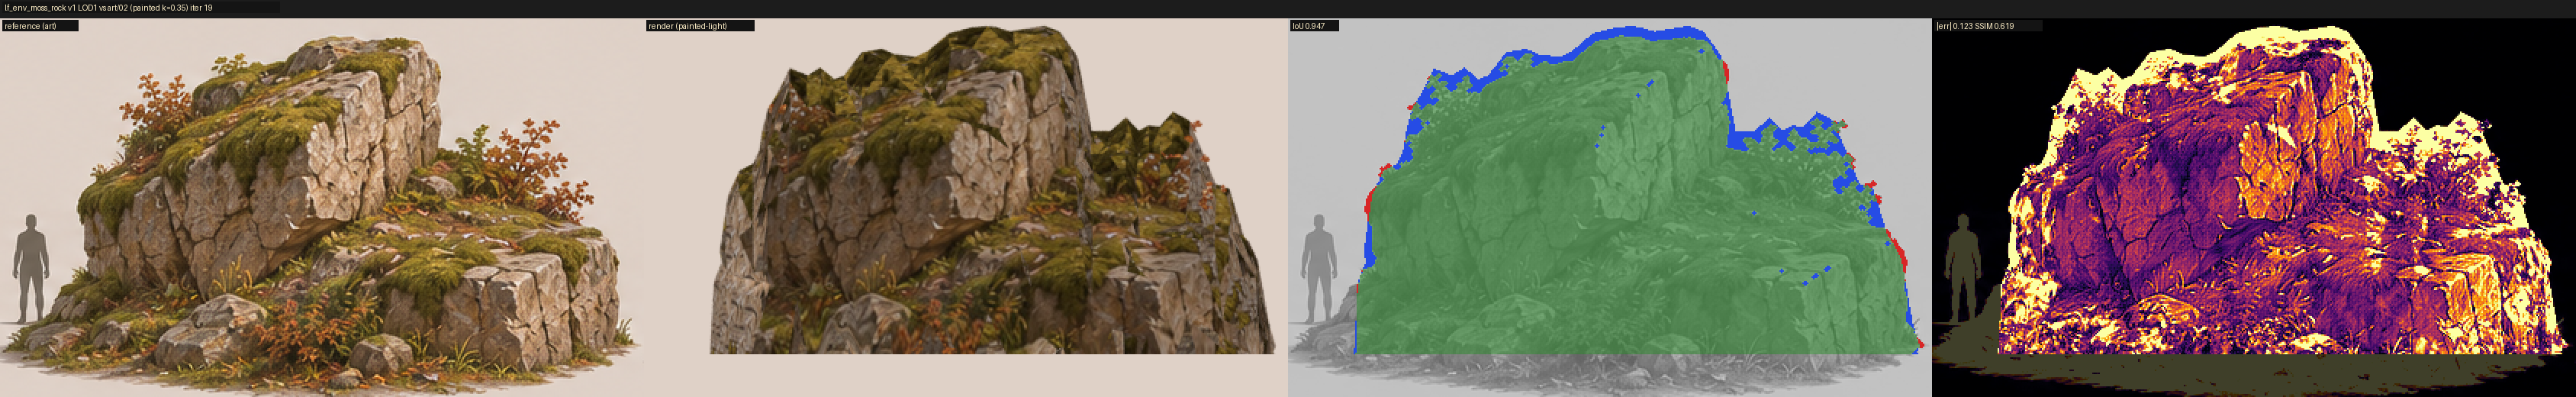 lf_env_moss_rock v1 LOD1 vs art/02 (painted k=0.35) iter 19
reference (art)
render (painted-light)
IoU 0.947
|err| 0.123 SSIM 0.619